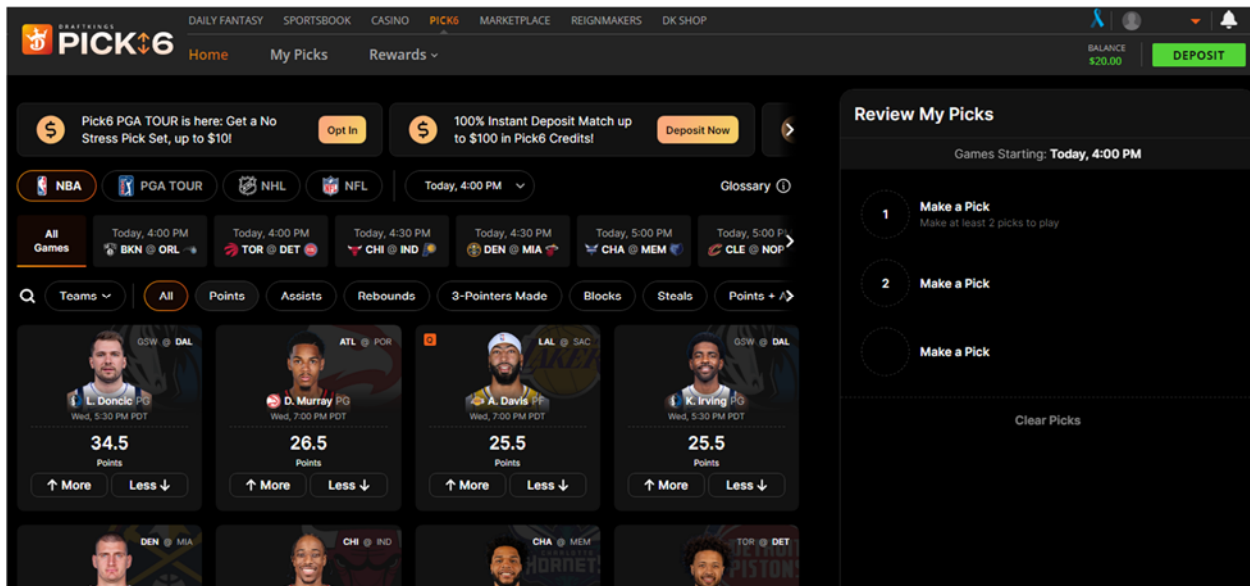 DRAFTKINGS
PICK6
DAILY FANTASY SPORTSBOOK CASINO PICK6 MARKETPLACE REIGNMAKERS DK SHOP
Home My Picks Rewards
BALANCE
$20.00
DEPOSIT
Pick6 PGA TOUR is here: Get a No
Stress Pick Set, up to $10!
Opt In
100% Instant Deposit Match up
to $100 in Pick6 Credits!
Deposit Now
NBA PGA TOUR NHL NFL Today, 4:00 PM Glossary
All
Games
Today, 4:00 PM
BKN @ ORL
Today, 4:00 PM
TOR @ DET
Today, 4:30 PM
CHI @ IND
Today, 4:30 PM
DEN @ MIA
Today, 5:00 PM
CHA @ MEM
Today, 5:00 P
CLE @ NOP
Teams All Points Assists Rebounds 3-Pointers Made Blocks Steals Points +
GSW @ DAL
L. Doncic PG
Wed, 5:30 PM PDT
34.5
Points
More Less
ATL @ POR
D. Murray PG
Wed, 7:00 PM PDT
26.5
Points
More Less
Q
LAL @ SAC
A. Davis PF
Wed, 7:00 PM PDT
25.5
Points
More Less
GSW @ DAL
K. Irving PG
Wed, 5:30 PM PDT
25.5
Points
More Less
DEN @ MIA
CHI @ IND
CHA @ MEM
TOR @ DET
Review My Picks
Games Starting: Today, 4:00 PM
1
Make a Pick
Make at least 2 picks to play
2
Make a Pick
Make a Pick
Clear Picks